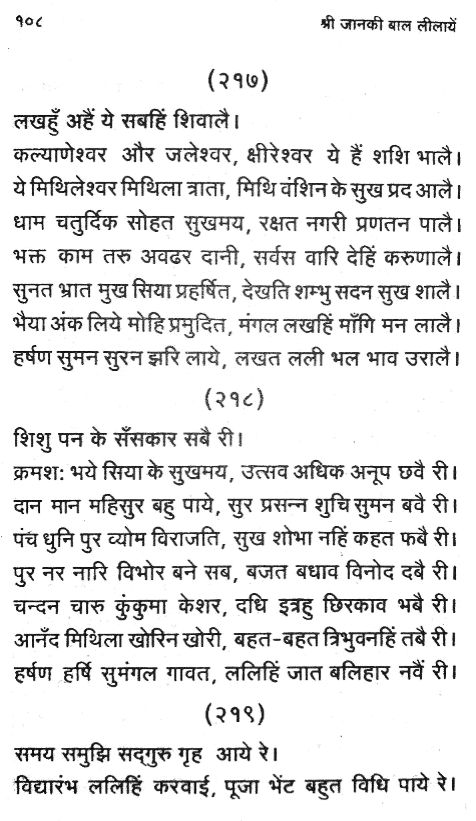 १०८ श्री जानकी बाल लीलायें
(२१७)
लखहुँ अहैं ये सबहिं शिवालै।
कल्याणेश्वर और जलेश्वर, क्षीरेश्वर ये हैं शशि भालै।
ये मिथिलेश्वर मिथिला त्राता, मिथि वंशिन के सुख प्रद आलै।
धाम चतुर्दिक सोहत सुखमय, रक्षत नगरी प्रणतन पालै।
भक्त काम तरु अवढर दानी, सर्वस वारि देहिं करुणालै।
सुनत भ्रात मुख सिया प्रहर्षित, देखति शम्भु सदन सुख शालै।
भैया अंक लिये मोहि प्रमुदित, मंगल लखहिं माँगि मन लालै।
हर्षण सुमन सुरन झरि लाये, लखत लली भल भाव उरालै।
(२१८)
शिशु पन के सँसकार सबै री।
क्रमश: भये सिया के सुखमय, उत्सव अधिक अनूप छवै री।
दान मान महिसुर बहु पाये, सुर प्रसन्न शुचि सुमन बवै री।
पंच धुनि पुर व्योम विराजति, सुख शोभा नहिं कहत फबै री।
पुर नर नारि विभोर बने सब, बजत बधाव विनोद दबै री।
चन्दन चारु कुंकुमा केशर, दधि इत्रहु छिरकाव भबै री।
आनँद मिथिला खोरिन खोरी, बहत-बहत त्रिभुवनहिं तबै री।
हर्षण हर्षि सुमंगल गावत, ललिहिं जात बलिहार नवैं री।
(२१९)
समय समुझि सद्गुरु गृह आये रे।
विद्यारंभ ललिहिं करवाई, पूजा भेंट बहुत विधि पाये रे।